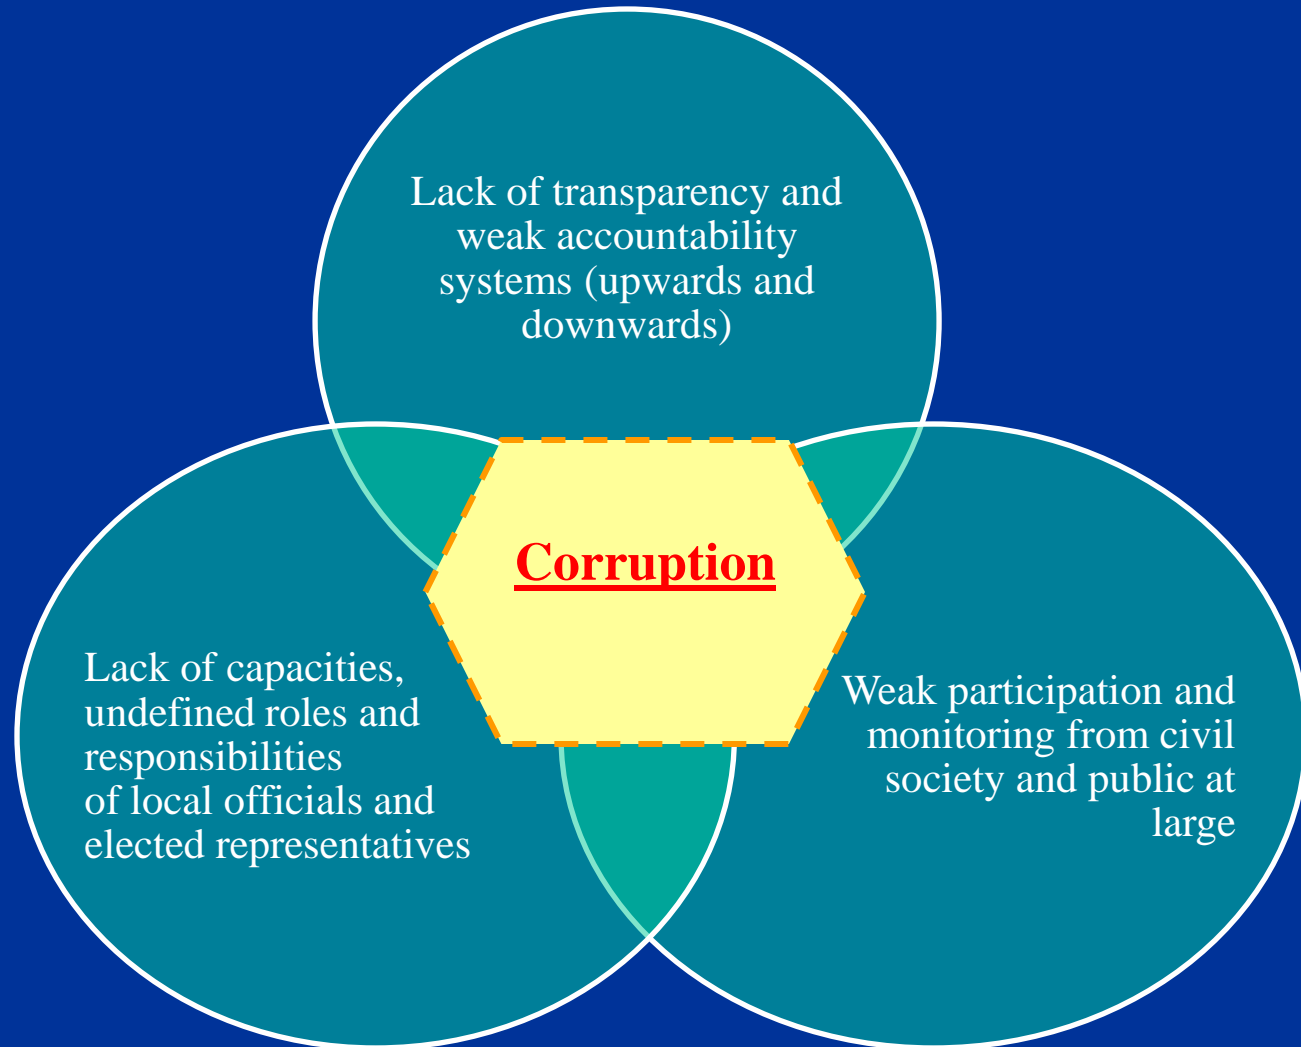 Lack of transparency and
weak accountability
systems (upwards and
downwards)
Corruption
Lack of capacities,
undefined roles and
responsibilities
of local officials and
elected representatives
Weak participation and
monitoring from civil
society and public at
large